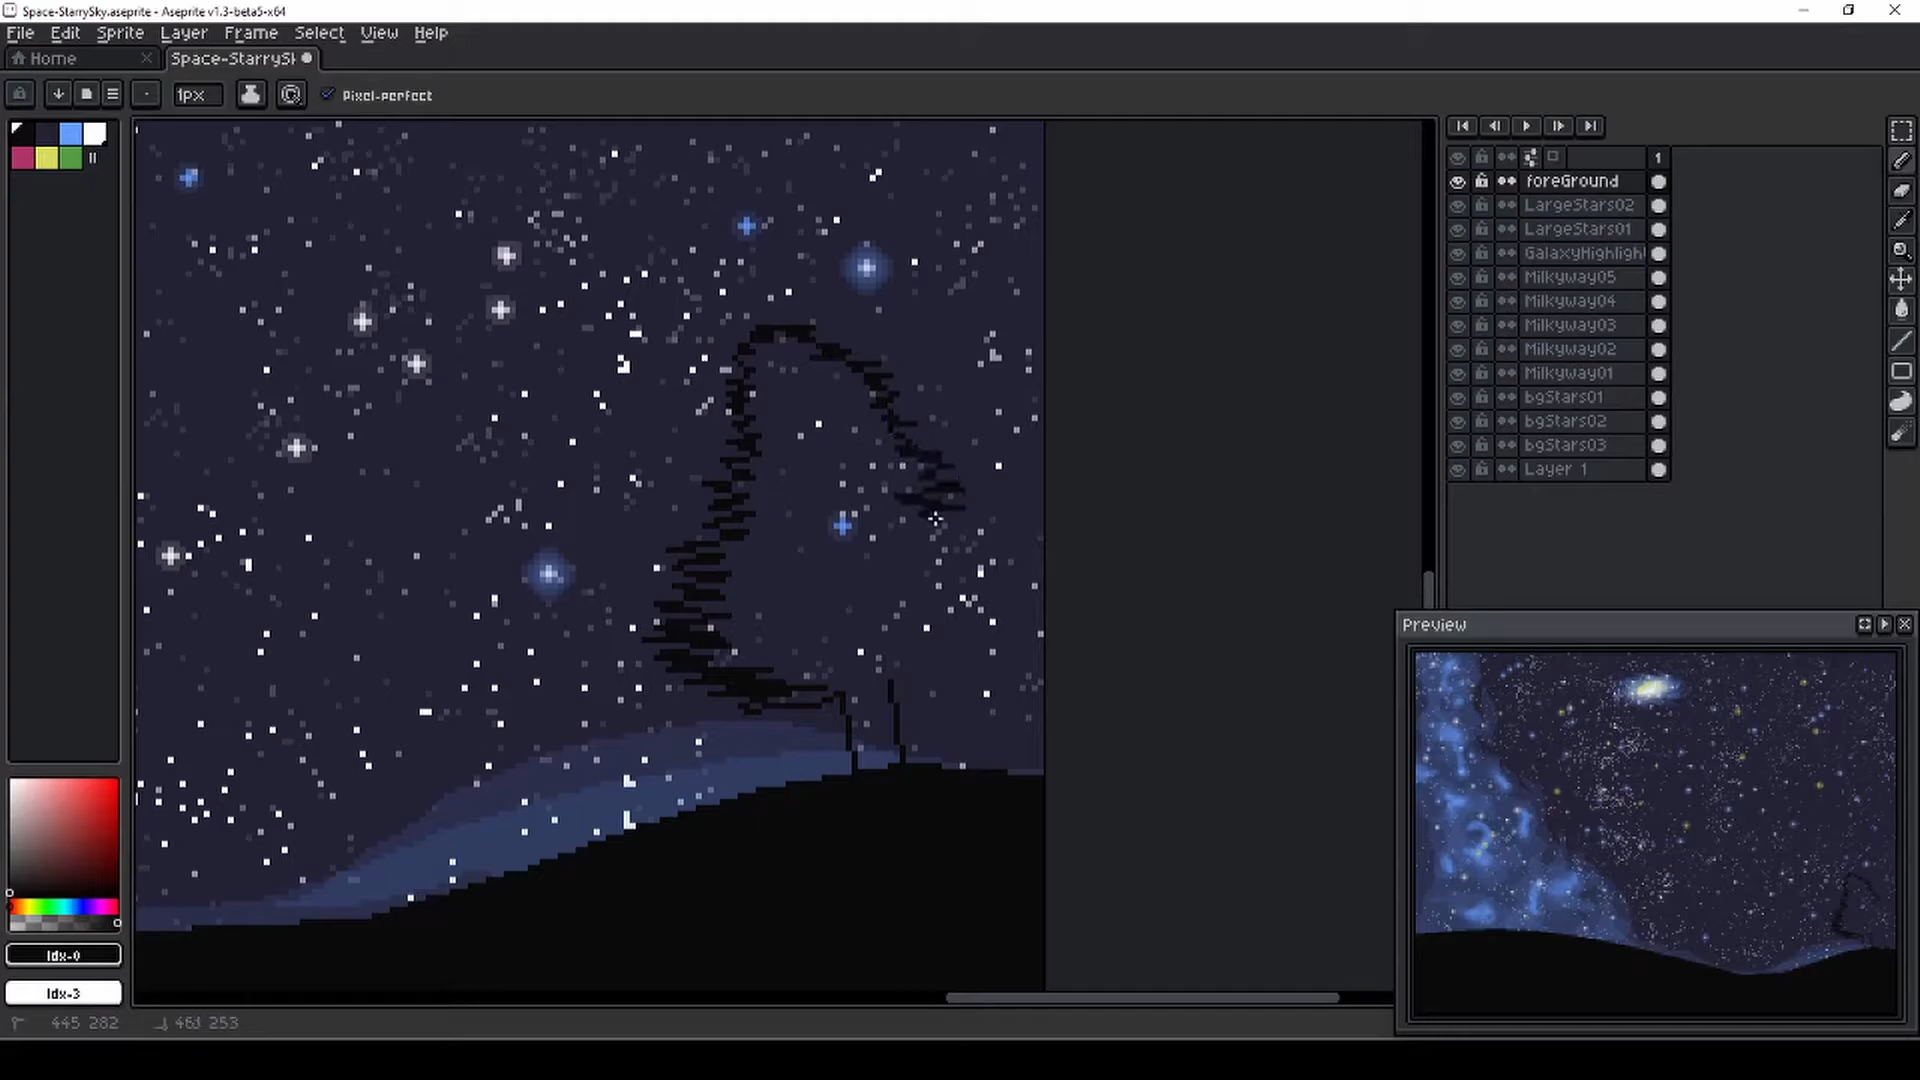 Space-StarrySky.aseprite - Aseprite v1.3-beta5-x64
File Edit Sprite Layer Frame Select View Help
Home Space-StarrySk
1px Pixel-perfect
1
foreGround
LargeStars02
LargeStars01
GalaxyHighligh
Milkyway05
Milkyway04
Milkyway03
Milkyway02
Milkyway01
bgStars01
bgStars02
bgStars03
Layer 1
Preview
Idx-0
Idx-3
445 282 461 253